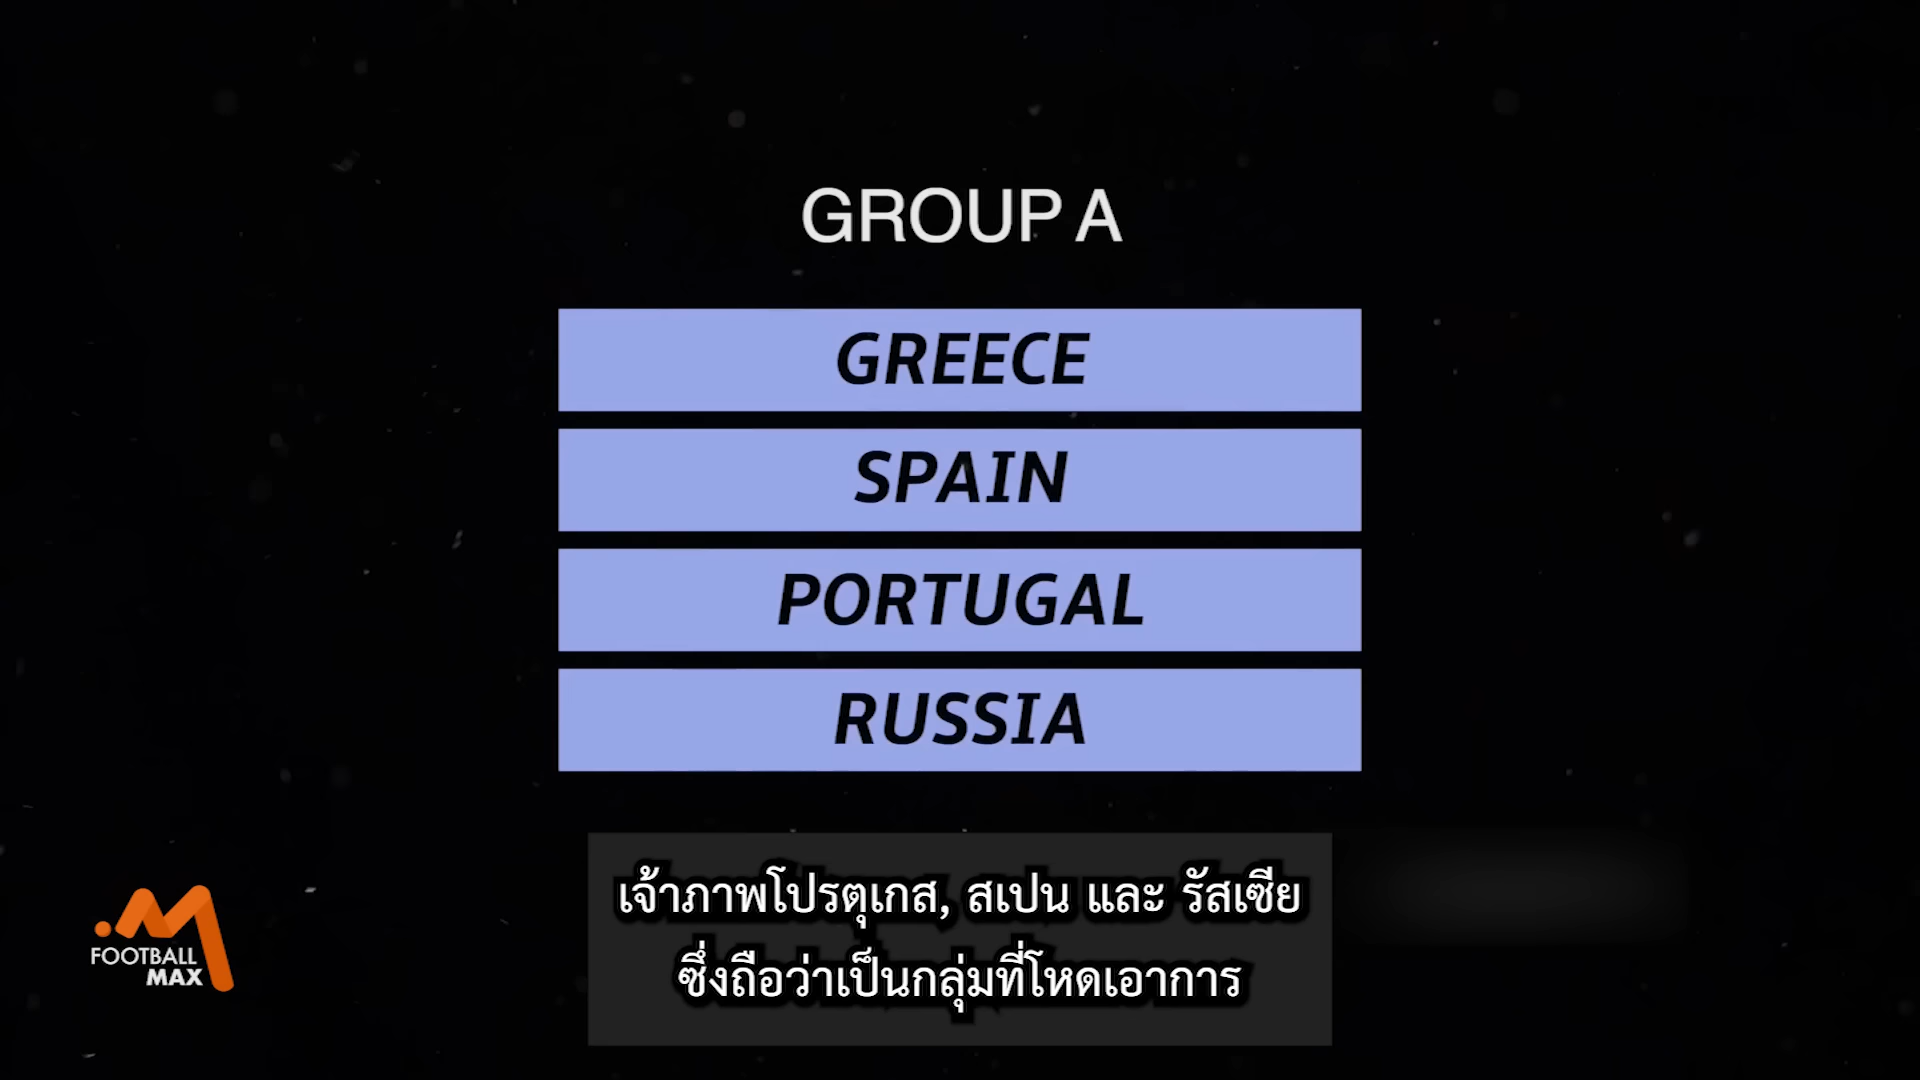 GROUP A
GREECE
SPAIN
PORTUGAL
RUSSIA
เจ้าภาพโปรตุเกส, สเปน และ รัสเซีย
ซึ่งถือว่าเป็นกลุ่มที่โหดเอาการ
FOOTBALL
MAX